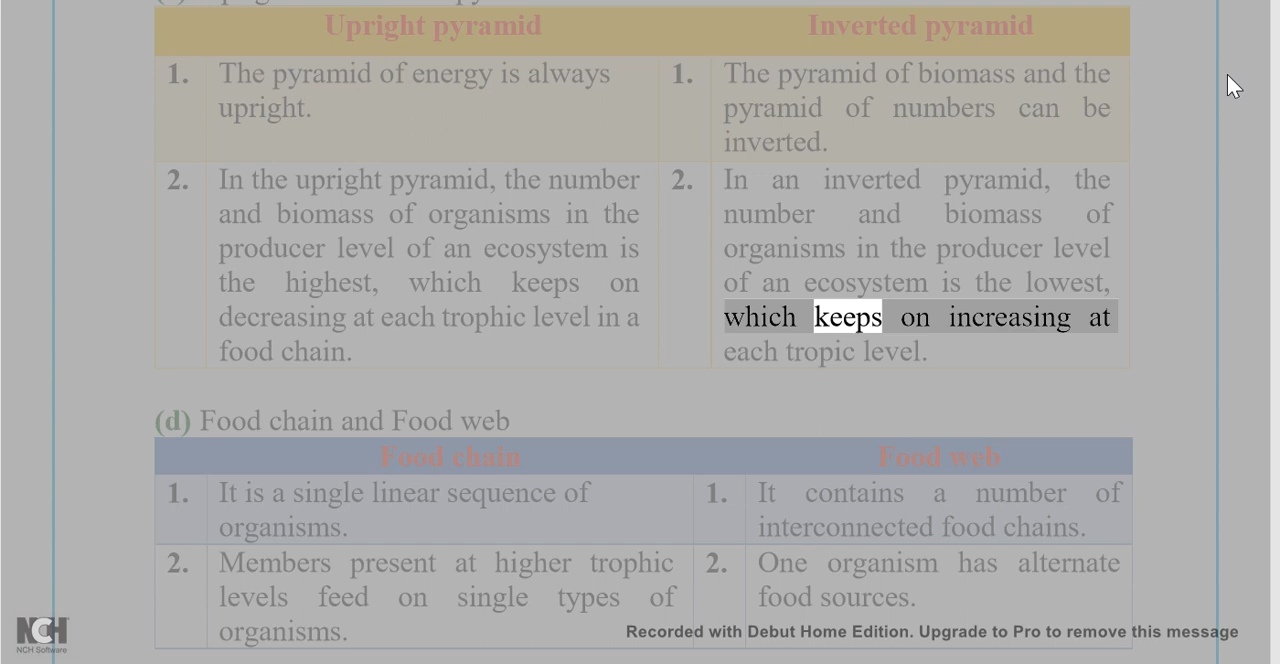 Upright pyramid
Inverted pyramid
1. The pyramid of energy is always
upright.
1. The pyramid of biomass and the
pyramid of numbers can be
inverted.
2. In the upright pyramid, the number
and biomass of organisms in the
producer level of an ecosystem is
the highest, which keeps on
decreasing at each trophic level in a
food chain.
2. In an inverted pyramid, the
number and biomass of
organisms in the producer level
of an ecosystem is the lowest,
which keeps on increasing at
each tropic level.
(d) Food chain and Food web
Food chain
Food web
1. It is a single linear sequence of
organisms.
1. It contains a number of
interconnected food chains.
2. Members present at higher trophic
levels feed on single types of
organisms.
2. One organism has alternate
food sources.
NCH
NCH Software
Recorded with Debut Home Edition. Upgrade to Pro to remove this message